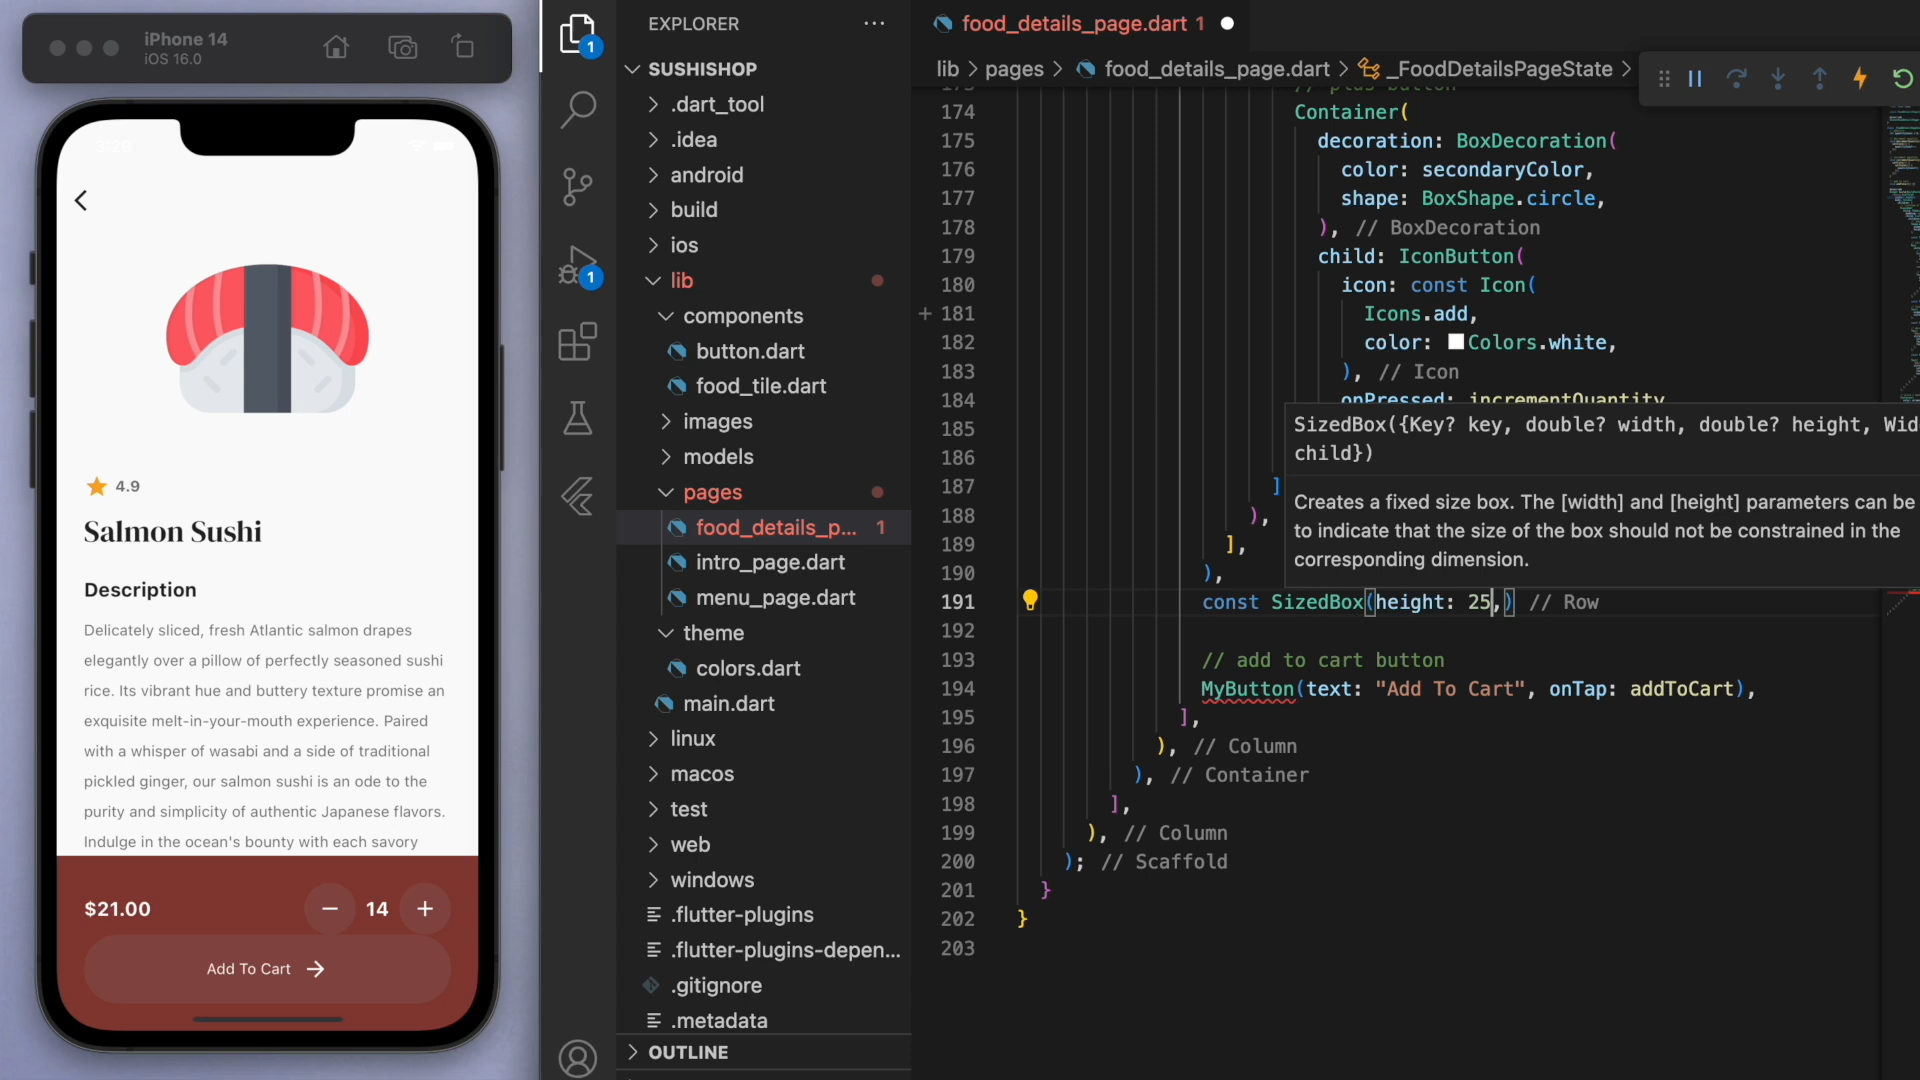 iPhone 14
iOS 16.0
3:29
4.9
Salmon Sushi
Description
Delicately sliced, fresh Atlantic salmon drapes
elegantly over a pillow of perfectly seasoned sushi
rice. Its vibrant hue and buttery texture promise an
exquisite melt-in-your-mouth experience. Paired
with a whisper of wasabi and a side of traditional
pickled ginger, our salmon sushi is an ode to the
purity and simplicity of authentic Japanese flavors.
Indulge in the ocean's bounty with each savory
$21.00
14
Add To Cart
1
1
EXPLORER
SUSHISHOP
.dart_tool
.idea
android
build
ios
lib
components
button.dart
food_tile.dart
images
models
pages
food_details_p... 1
intro_page.dart
menu_page.dart
theme
colors.dart
main.dart
linux
macos
test
web
windows
.flutter-plugins
.flutter-plugins-depen...
.gitignore
.metadata
OUTLINE
food_details_page.dart 1
lib > pages > food_details_page.dart > _FoodDetailsPageState >
173 // plus button
174 Container(
175 decoration: BoxDecoration(
176 color: secondaryColor,
177 shape: BoxShape.circle,
178 ), // BoxDecoration
179 child: IconButton(
180 icon: const Icon(
181 Icons.add,
182 color: Colors.white,
183 ), // Icon
184 onPressed: incrementQuantity,
185
186
187 ]
188 ),
189 ],
190 ),
191 const SizedBox(height: 25,) // Row
192
193 // add to cart button
194 MyButton(text: "Add To Cart", onTap: addToCart),
195 ],
196 ), // Column
197 ), // Container
198 ],
199 ), // Column
200 ); // Scaffold
201 }
202 }
203
SizedBox({Key? key, double? width, double? height, Wid
child})
Creates a fixed size box. The [width] and [height] parameters can be
to indicate that the size of the box should not be constrained in the
corresponding dimension.